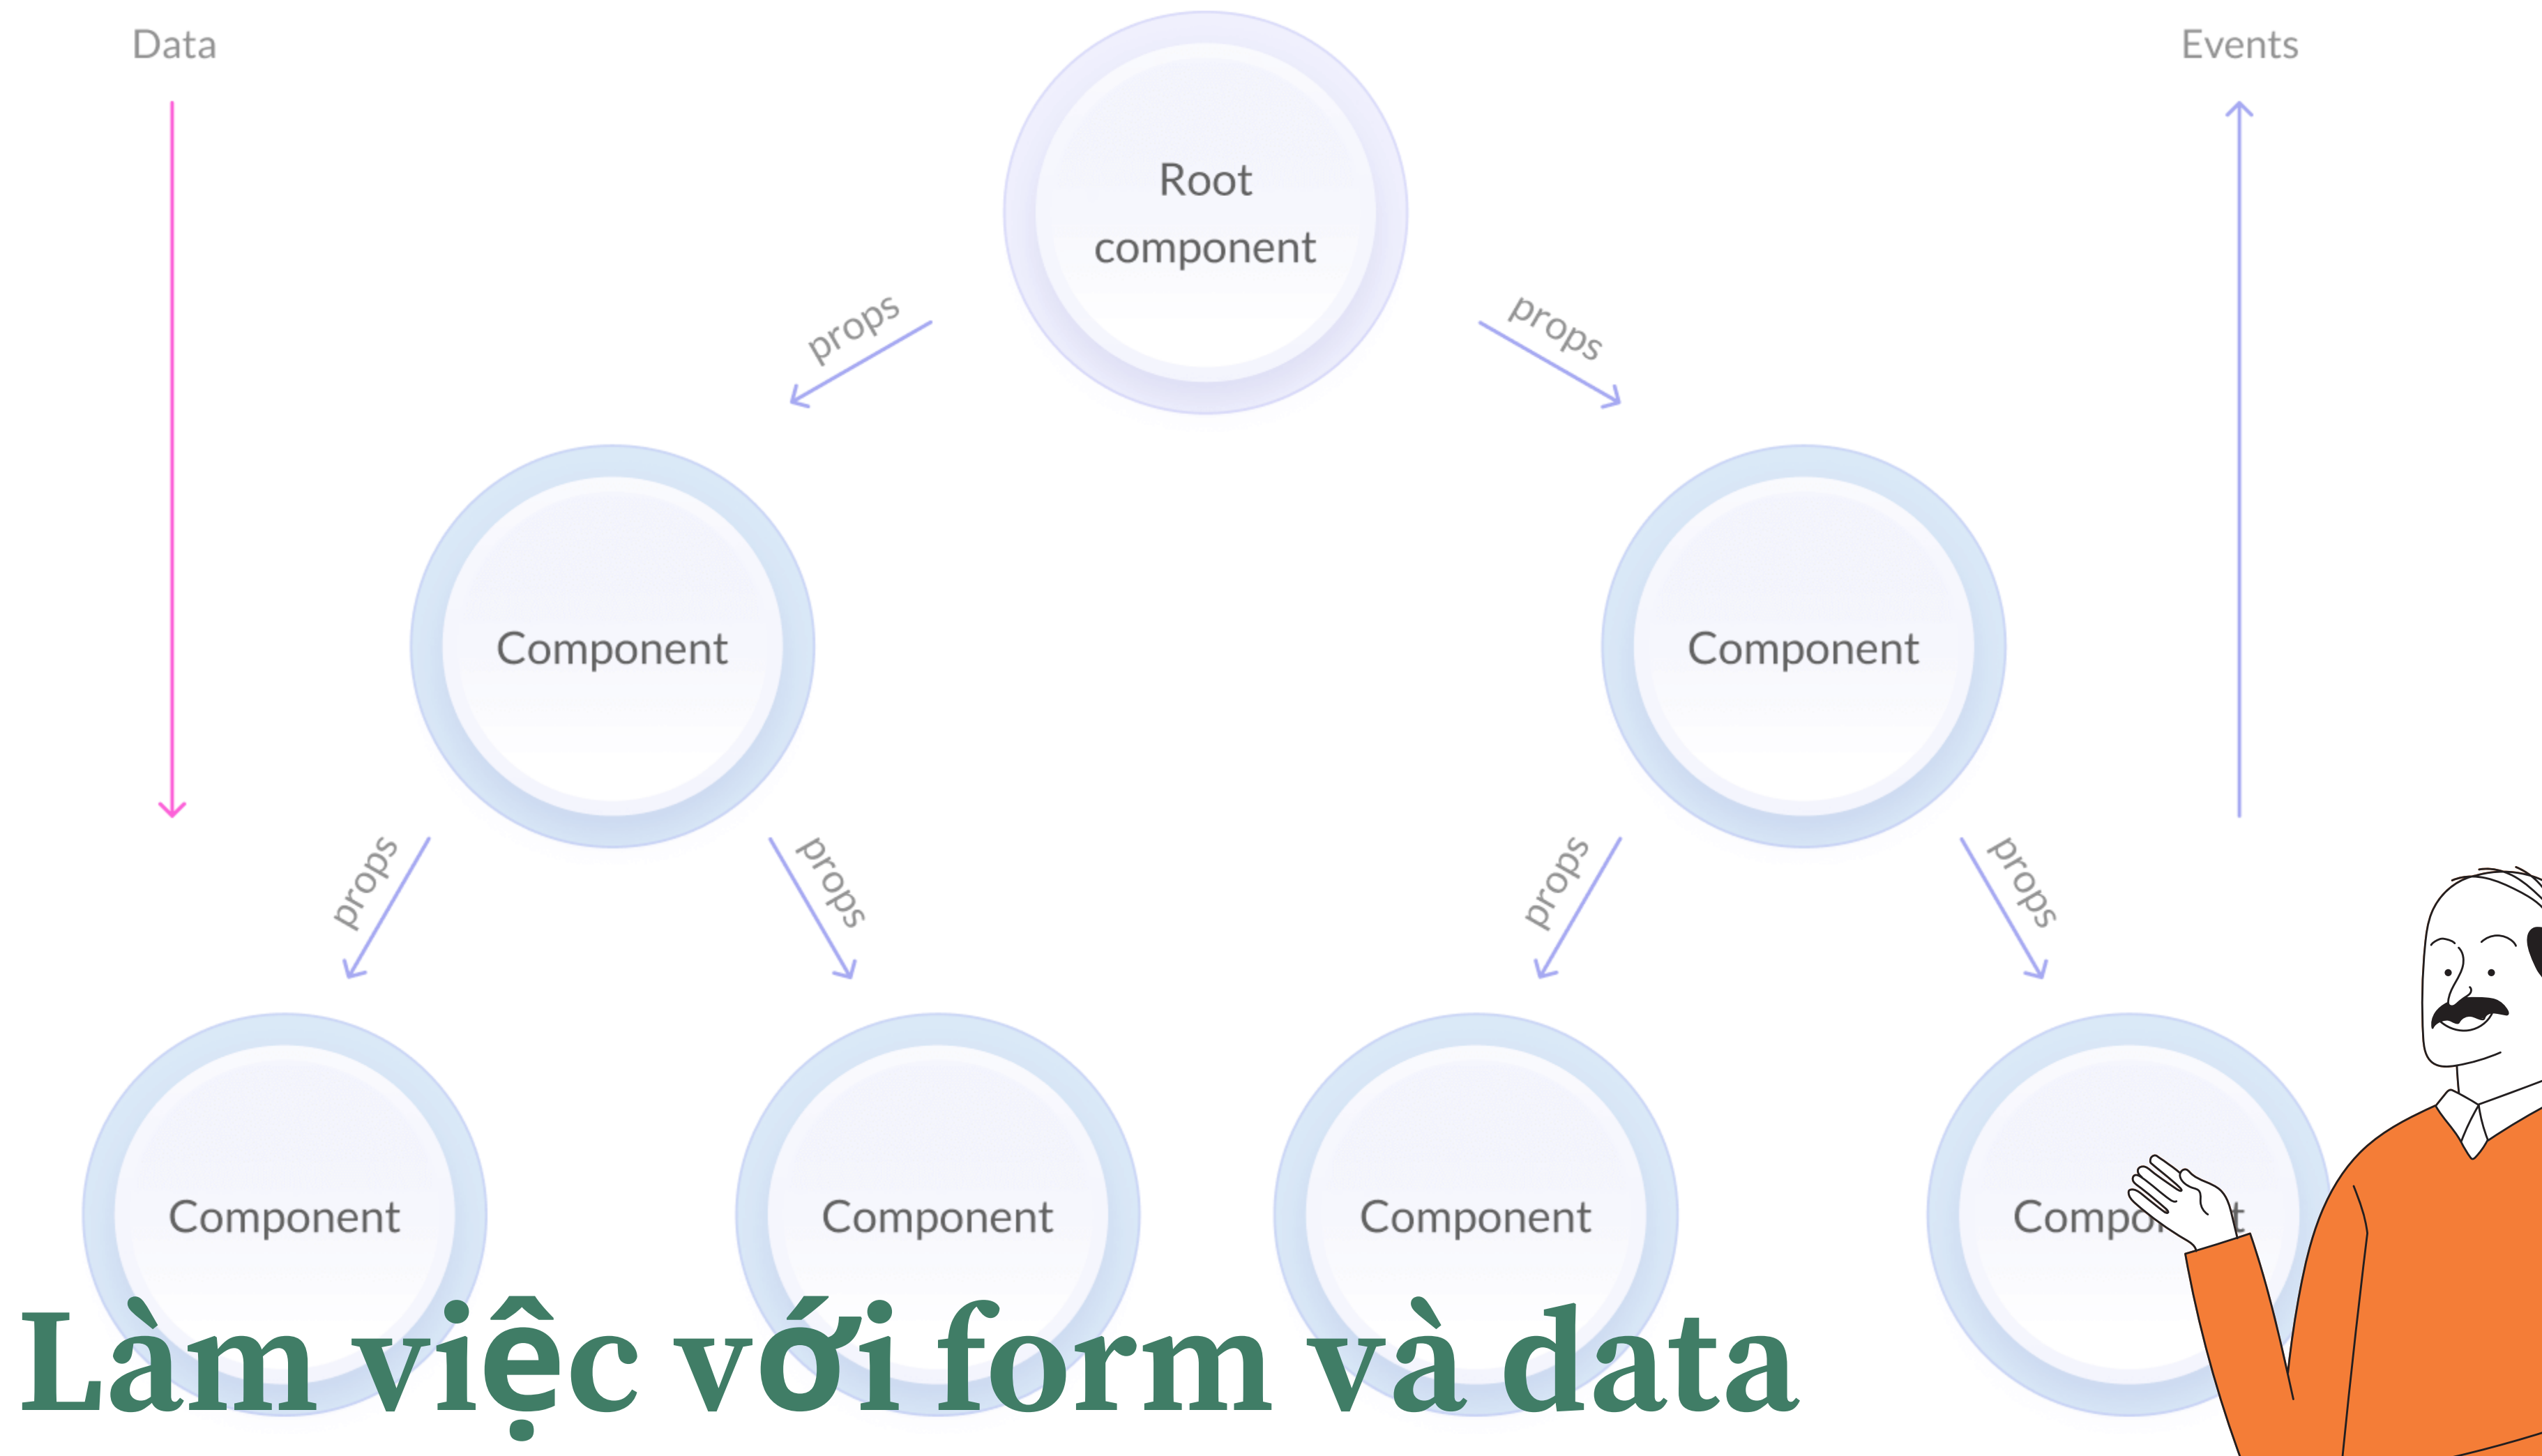 Data
Events
Root
component
props
props
Component
Component
props
props
props
props
Component
Component
Component
Làm việc với form và data